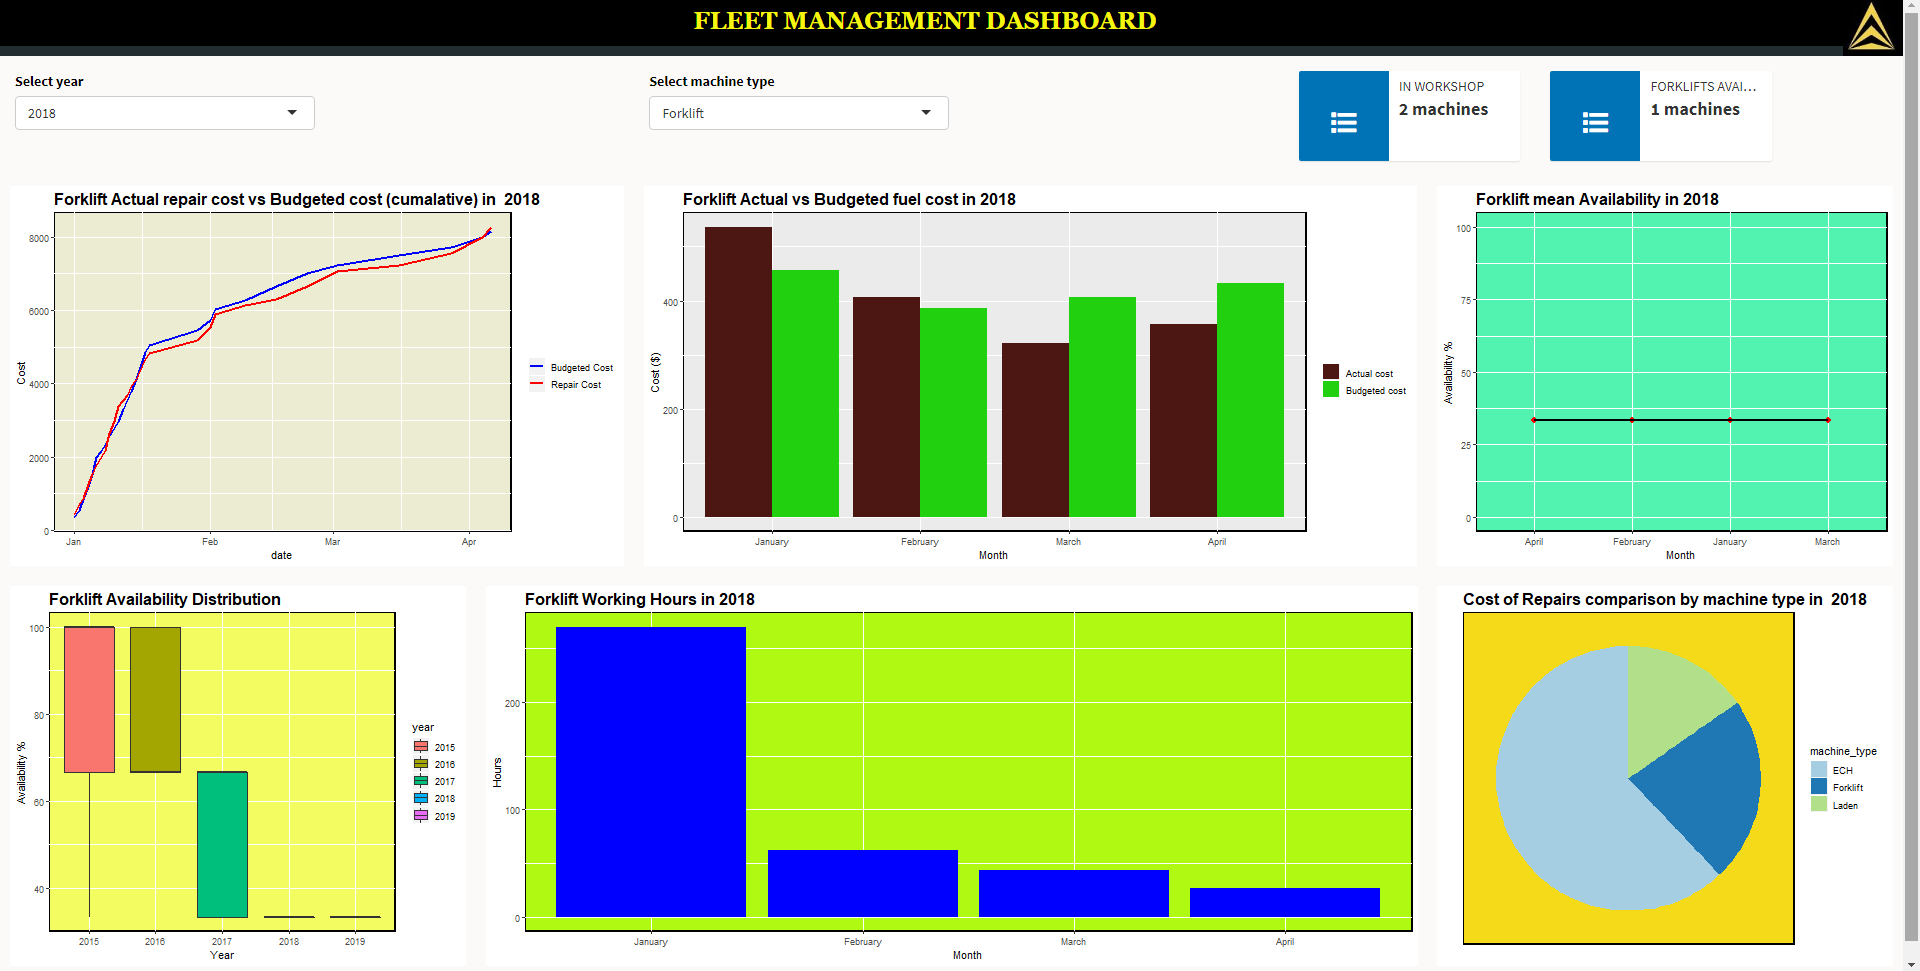 FLEET MANAGEMENT DASHBOARD
Select year
2018
Select machine type
Forklift
IN WORKSHOP
2 machines
FORKLIFTS AVAI...
1 machines
Forklift Actual repair cost vs Budgeted cost (cumalative) in  2018
8000
6000
4000
2000
0
Cost
Jan
Feb
Mar
Apr
date
Budgeted Cost
Repair Cost
Forklift Actual vs Budgeted fuel cost in 2018
400
200
0
Cost ($)
January
February
March
April
Month
Actual cost
Budgeted cost
Forklift mean Availability in 2018
100
75
50
25
0
Availability %
April
February
January
March
Month
Forklift Availability Distribution
100
80
60
40
Availability %
2015
2016
2017
2018
2019
Year
year
2015
2016
2017
2018
2019
Forklift Working Hours in 2018
200
100
0
Hours
January
February
March
April
Month
Cost of Repairs comparison by machine type in  2018
machine_type
ECH
Forklift
Laden